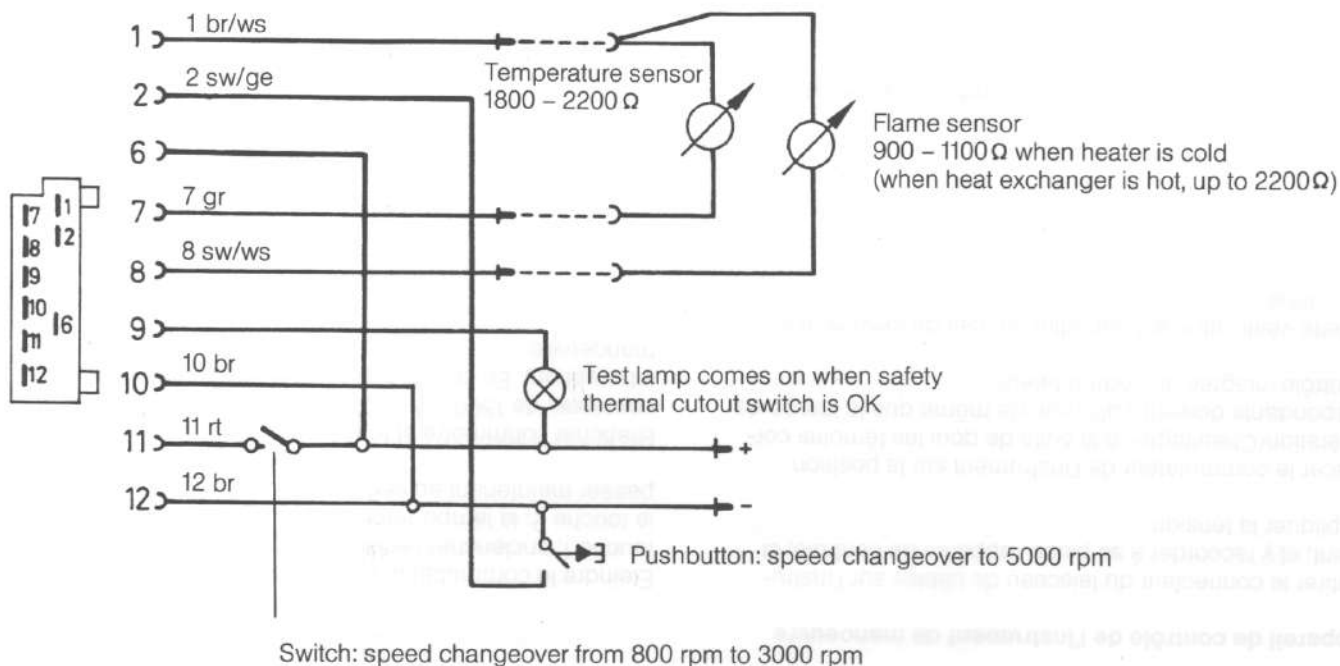 1 1 br/ws
2 2 sw/ge
6
7 7 gr
8 8 sw/ws
9
10 10 br
11 11 rt
12 12 br
Temperature sensor
1800 – 2200 Ω
Flame sensor
900 – 1100 Ω when heater is cold
(when heat exchanger is hot, up to 2200 Ω)
7 1
8 2
9
10 6
11
12
Test lamp comes on when safety
thermal cutout switch is OK
+
-
Pushbutton: speed changeover to 5000 rpm
Switch: speed changeover from 800 rpm to 3000 rpm